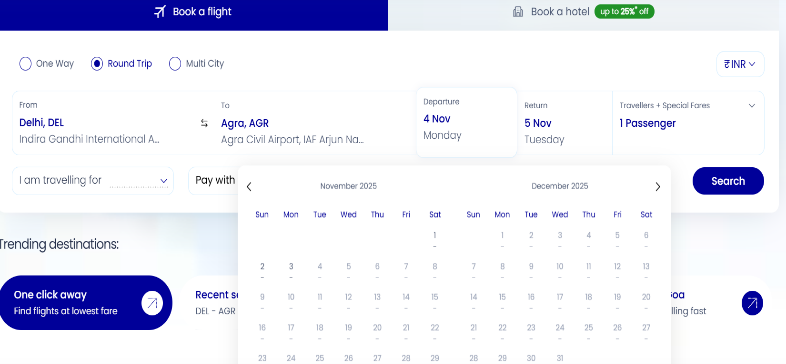 Book a flight
Book a hotel up to 25%* off
One Way Round Trip Multi City
₹ INR
From
Delhi, DEL
Indira Gandhi International A...
To
Agra, AGR
Agra Civil Airport, IAF Arjun Na...
Departure
4 Nov
Monday
Return
5 Nov
Tuesday
Travellers + Special Fares
1 Passenger
I am travelling for
Pay with
Search
November 2025
Sun Mon Tue Wed Thu Fri Sat
1
2 3 4 5 6 7 8
9 10 11 12 13 14 15
16 17 18 19 20 21 22
23 24 25 26 27 28 29
December 2025
Sun Mon Tue Wed Thu Fri Sat
1 2 3 4 5 6
7 8 9 10 11 12 13
14 15 16 17 18 19 20
21 22 23 24 25 26 27
28 29 30 31
Trending destinations:
One click away
Find flights at lowest fare
Recent se
DEL - AGR
oa
lling fast